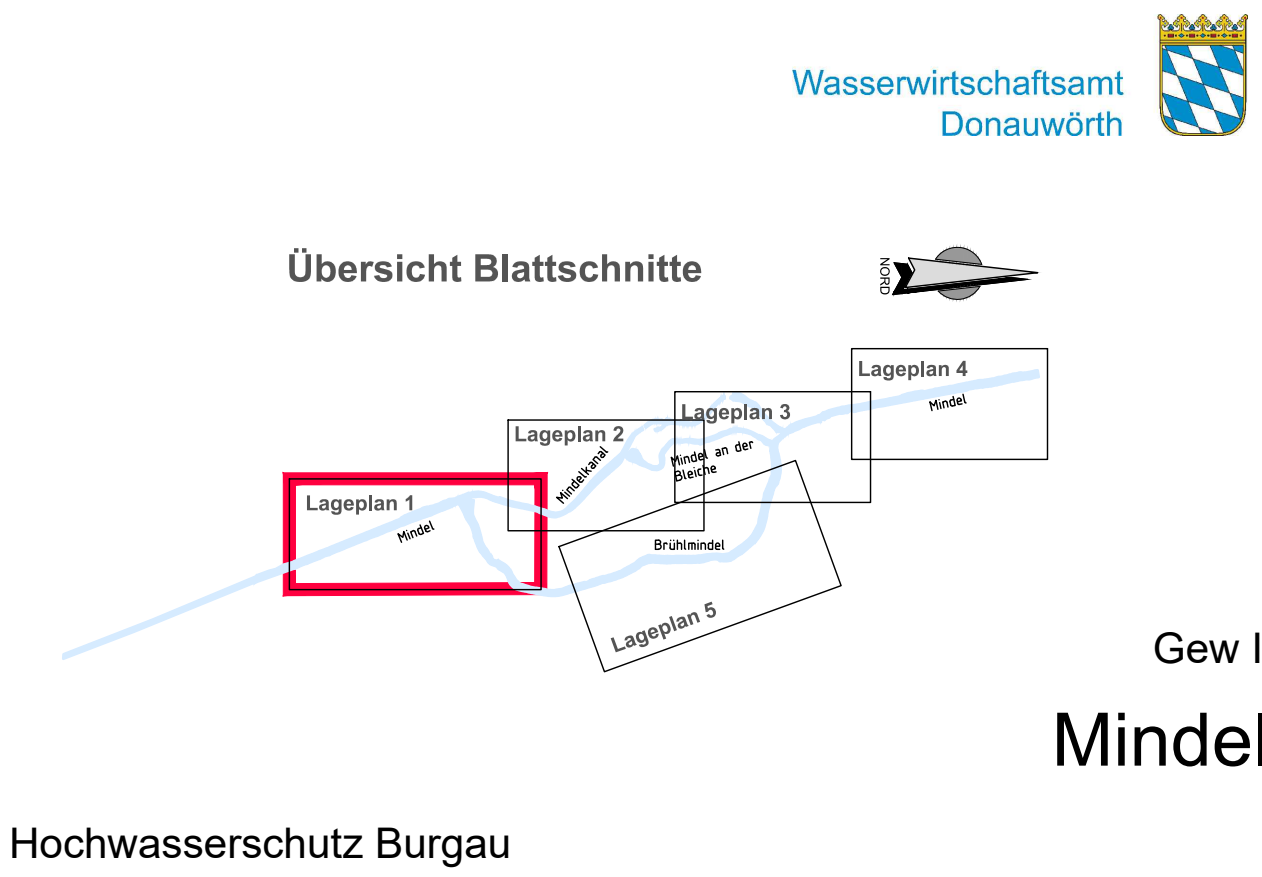 Wasserwirtschaftsamt
Donauwörth
Übersicht Blattschnitte
NORD
Lageplan 4
Mindel
Lageplan 3
Lageplan 2
Mindel an der
Bleiche
Mindelkanal
Lageplan 1
Mindel
Brühlmindel
Lageplan 5
Gew I
Mindel
Hochwasserschutz Burgau